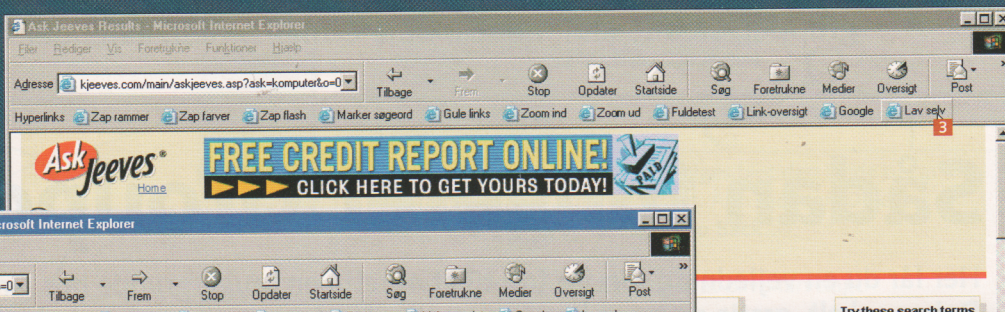 Ask Jeeves Results - Microsoft Internet Explorer
Filer Rediger Vis Foretrukne Funktioner Hjælp
Adresse kjeeves.com/main/askjeeves.asp?ask=komputer&o=0 Tilbage Frem Stop Opdater Startside Søg Foretrukne Medier Oversigt Post »
Hyperlinks Zap rammer Zap farver Zap flash Marker søgeord Gule links Zoom ind Zoom ud Fuldetest Link-oversigt Google Lav selv
3
Ask Jeeves®
Home
FREE CREDIT REPORT ONLINE!
CLICK HERE TO GET YOURS TODAY!
PAID
crosoft Internet Explorer
=0 Tilbage Frem Stop Opdater Startside Søg Foretrukne Medier Oversigt Post »
Try these search terms